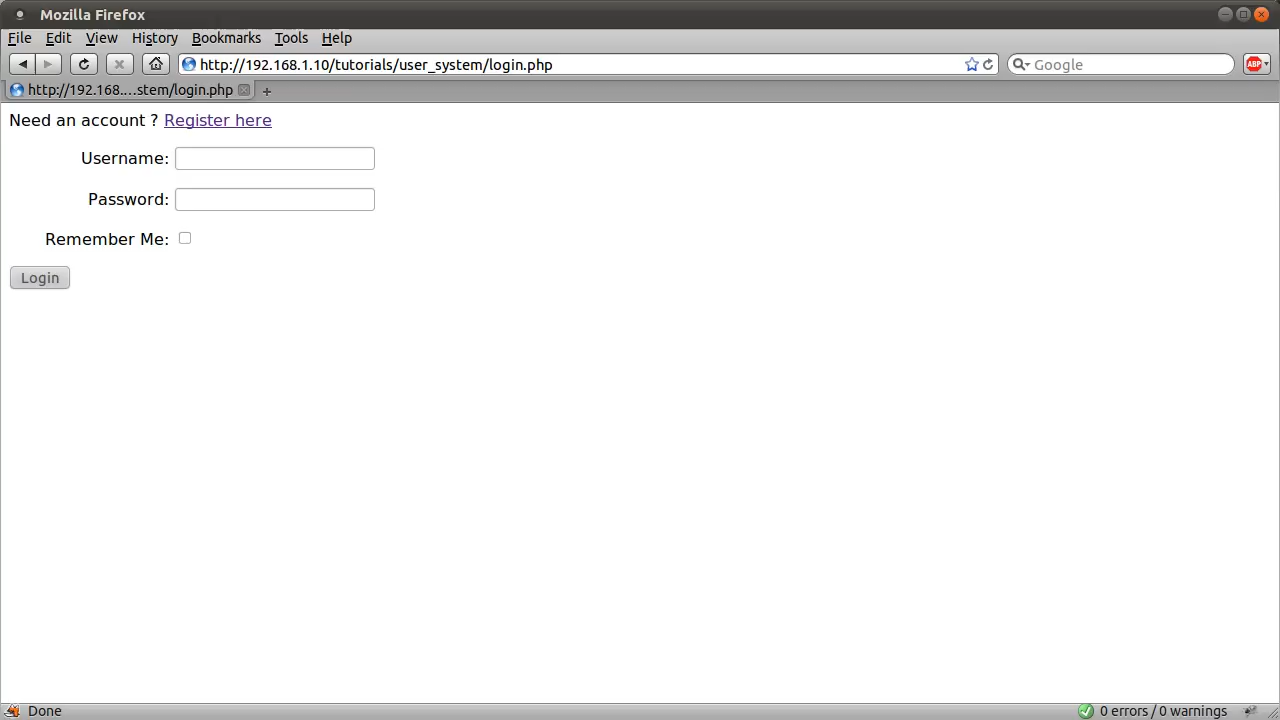 Mozilla Firefox
File Edit View History Bookmarks Tools Help
http://192.168.1.10/tutorials/user_system/login.php Google ABP
http://192.168....stem/login.php +
Need an account ? Register here
Username:
Password:
Remember Me:
Login
Done 0 errors / 0 warnings